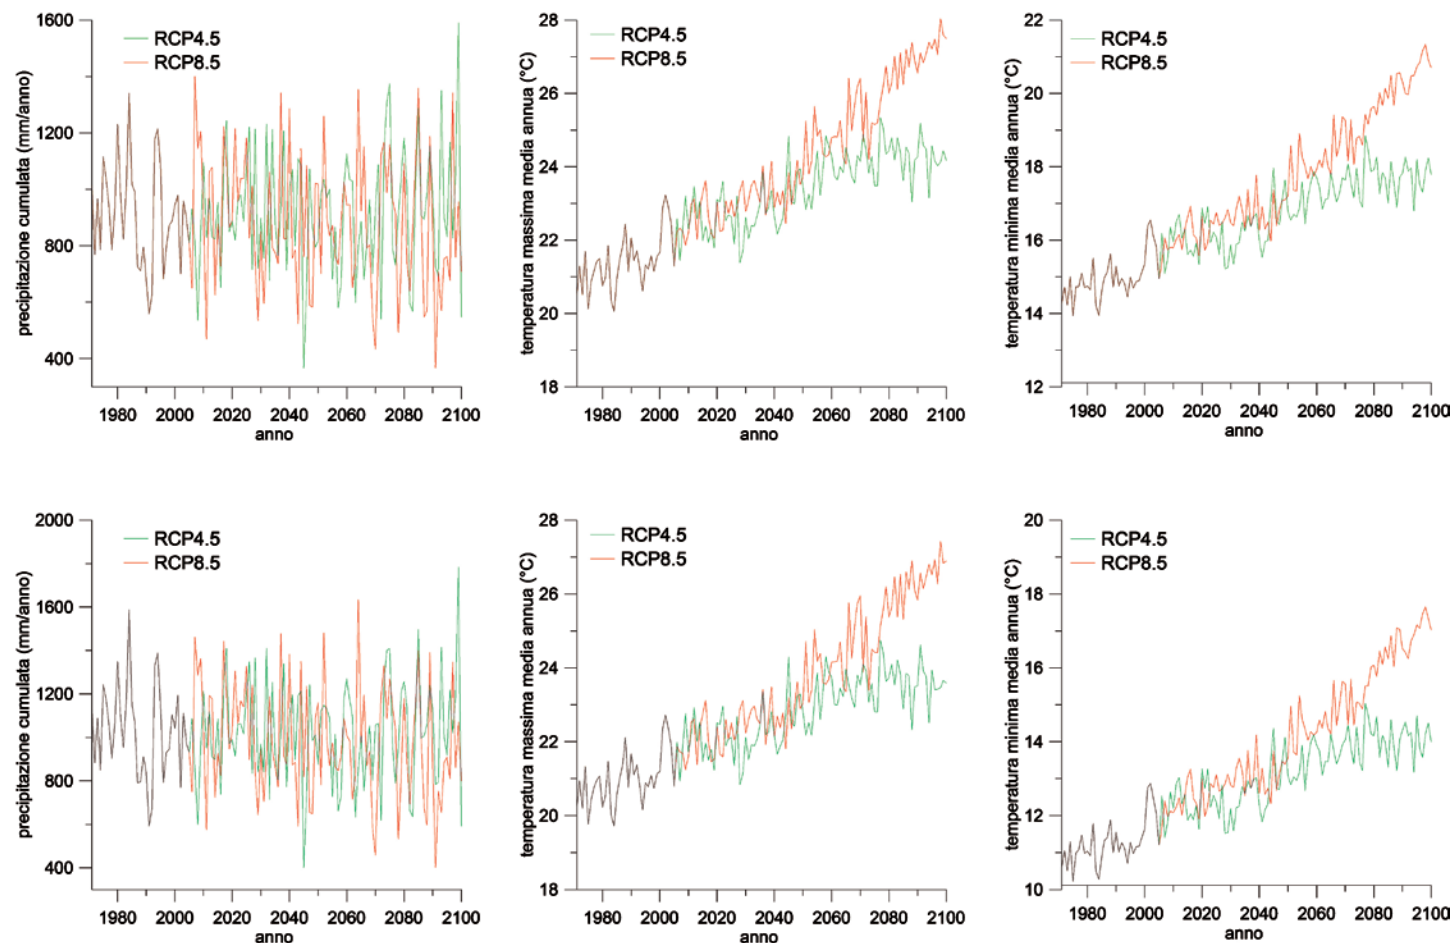 precipitazione cumulata (mm/anno)
1600
1200
800
400
RCP4.5
RCP8.5
1980 2000 2020 2040 2060 2080 2100
anno
temperatura massima media annua (°C)
28
26
24
22
20
18
RCP4.5
RCP8.5
1980 2000 2020 2040 2060 2080 2100
anno
temperatura minima media annua (°C)
22
20
18
16
14
12
RCP4.5
RCP8.5
1980 2000 2020 2040 2060 2080 2100
anno
precipitazione cumulata (mm/anno)
2000
1600
1200
800
400
RCP4.5
RCP8.5
1980 2000 2020 2040 2060 2080 2100
anno
temperatura massima media annua (°C)
28
26
24
22
20
18
RCP4.5
RCP8.5
1980 2000 2020 2040 2060 2080 2100
anno
temperatura minima media annua (°C)
20
18
16
14
12
10
RCP4.5
RCP8.5
1980 2000 2020 2040 2060 2080 2100
anno